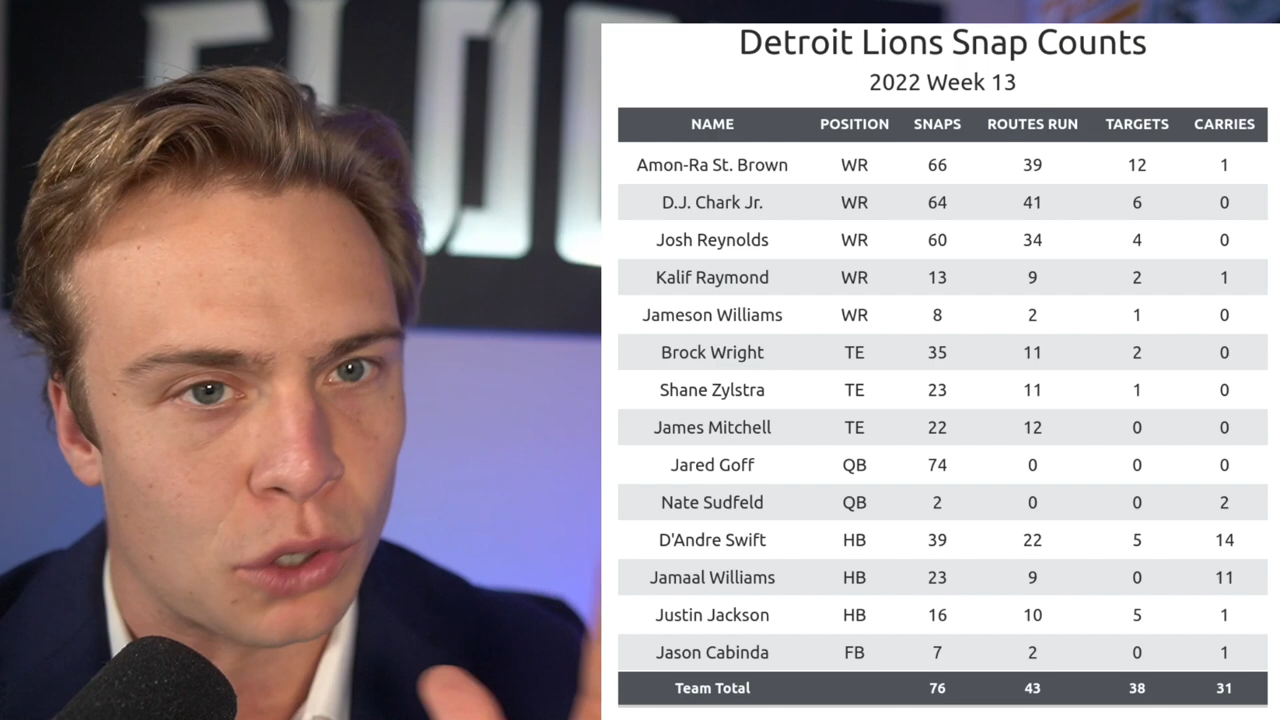 Detroit Lions Snap Counts
2022 Week 13
NAME POSITION SNAPS ROUTES RUN TARGETS CARRIES
Amon-Ra St. Brown WR 66 39 12 1
D.J. Chark Jr. WR 64 41 6 0
Josh Reynolds WR 60 34 4 0
Kalif Raymond WR 13 9 2 1
Jameson Williams WR 8 2 1 0
Brock Wright TE 35 11 2 0
Shane Zylstra TE 23 11 1 0
James Mitchell TE 22 12 0 0
Jared Goff QB 74 0 0 0
Nate Sudfeld QB 2 0 0 2
D'Andre Swift HB 39 22 5 14
Jamaal Williams HB 23 9 0 11
Justin Jackson HB 16 10 5 1
Jason Cabinda FB 7 2 0 1
Team Total 76 43 38 31